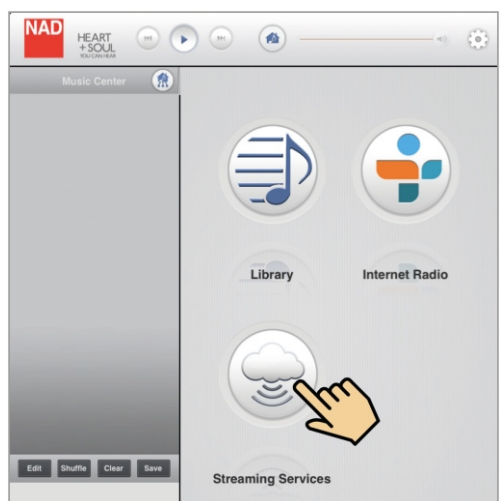 NAD
HEART
+SOUL
YOU CAN HEAR
Music Center
Library
Internet Radio
Streaming Services
Edit Shuffle Clear Save